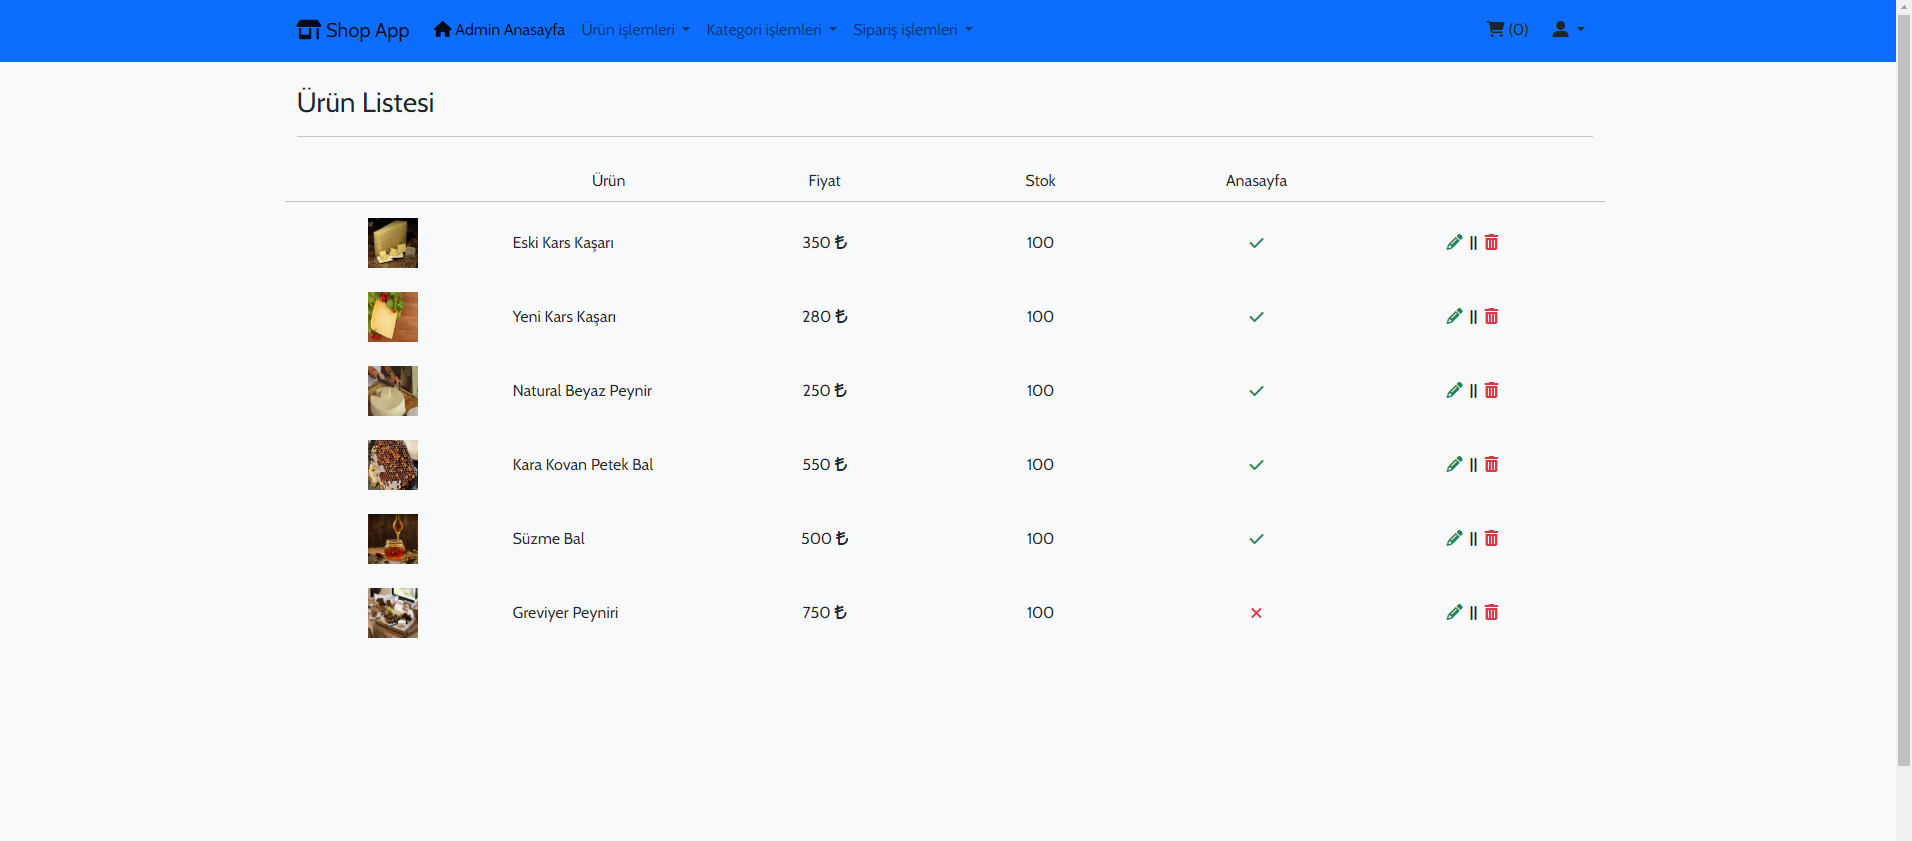 Shop App Admin Anasayfa Ürün işlemleri Kategori işlemleri Sipariş işlemleri (0)
Ürün Listesi
Ürün Fiyat Stok Anasayfa
Eski Kars Kaşarı 350 ₺ 100 ||
Yeni Kars Kaşarı 280 ₺ 100 ||
Natural Beyaz Peynir 250 ₺ 100 ||
Kara Kovan Petek Bal 550 ₺ 100 ||
Süzme Bal 500 ₺ 100 ||
Greviyer Peyniri 750 ₺ 100 ||